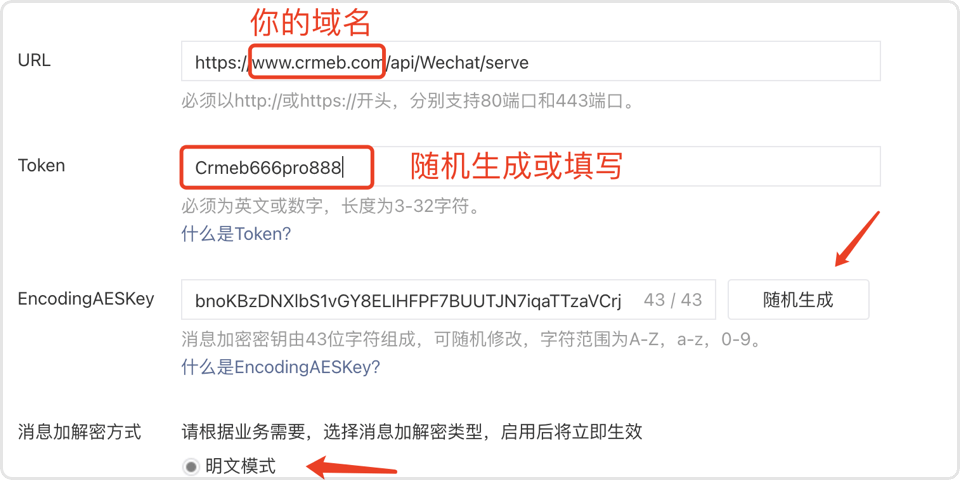 你的域名
URL
https://www.crmeb.com/api/Wechat/serve
必须以http://或https://开头，分别支持80端口和443端口。
Token
Crmeb666pro888
随机生成或填写
必须为英文或数字，长度为3-32字符。
什么是Token?
EncodingAESKey
bnoKBzDNXIbS1vGY8ELIHFPF7BUUTJN7iqaTTzaVCrj
43 / 43
随机生成
消息加密密钥由43位字符组成，可随机修改，字符范围为A-Z，a-z，0-9。
什么是EncodingAESKey?
消息加解密方式
请根据业务需要，选择消息加解密类型，启用后将立即生效
明文模式